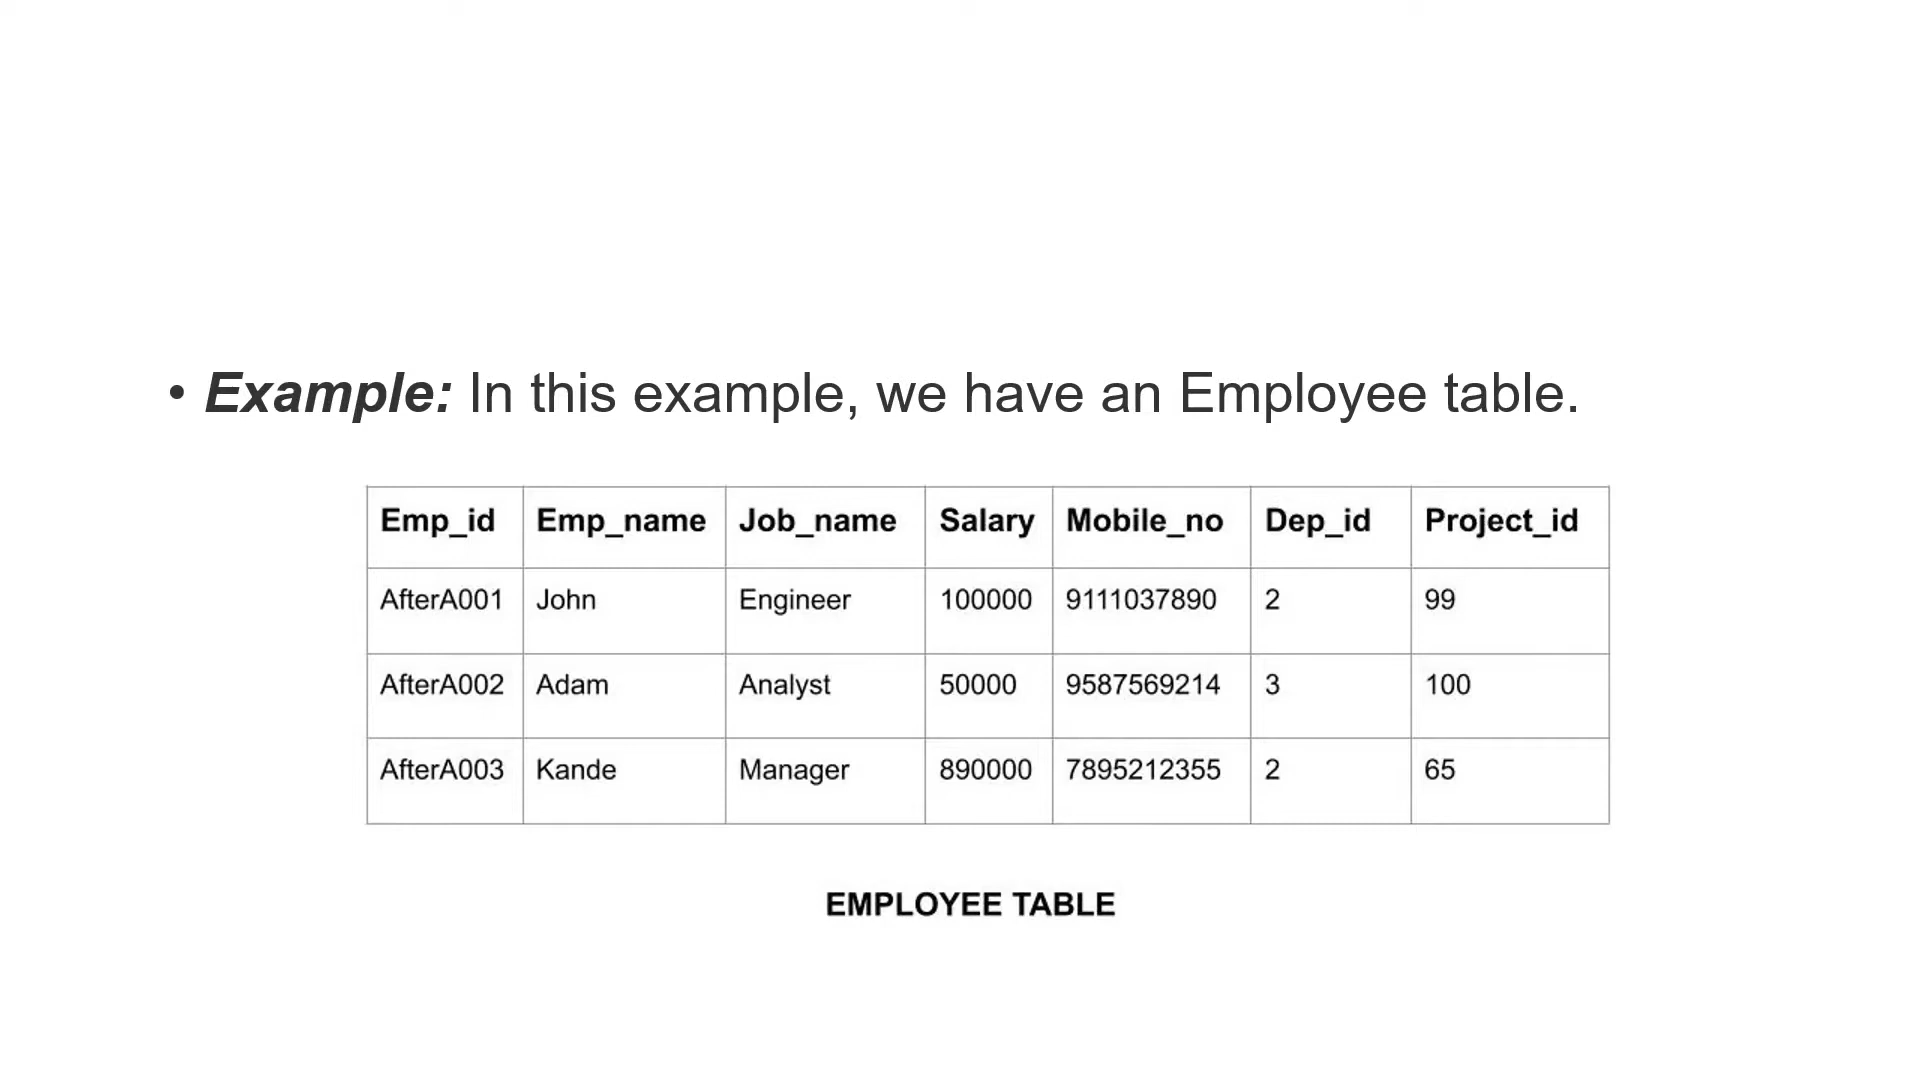 • Example: In this example, we have an Employee table.
Emp_id Emp_name Job_name Salary Mobile_no Dep_id Project_id
AfterA001 John Engineer 100000 9111037890 2 99
AfterA002 Adam Analyst 50000 9587569214 3 100
AfterA003 Kande Manager 890000 7895212355 2 65
EMPLOYEE TABLE